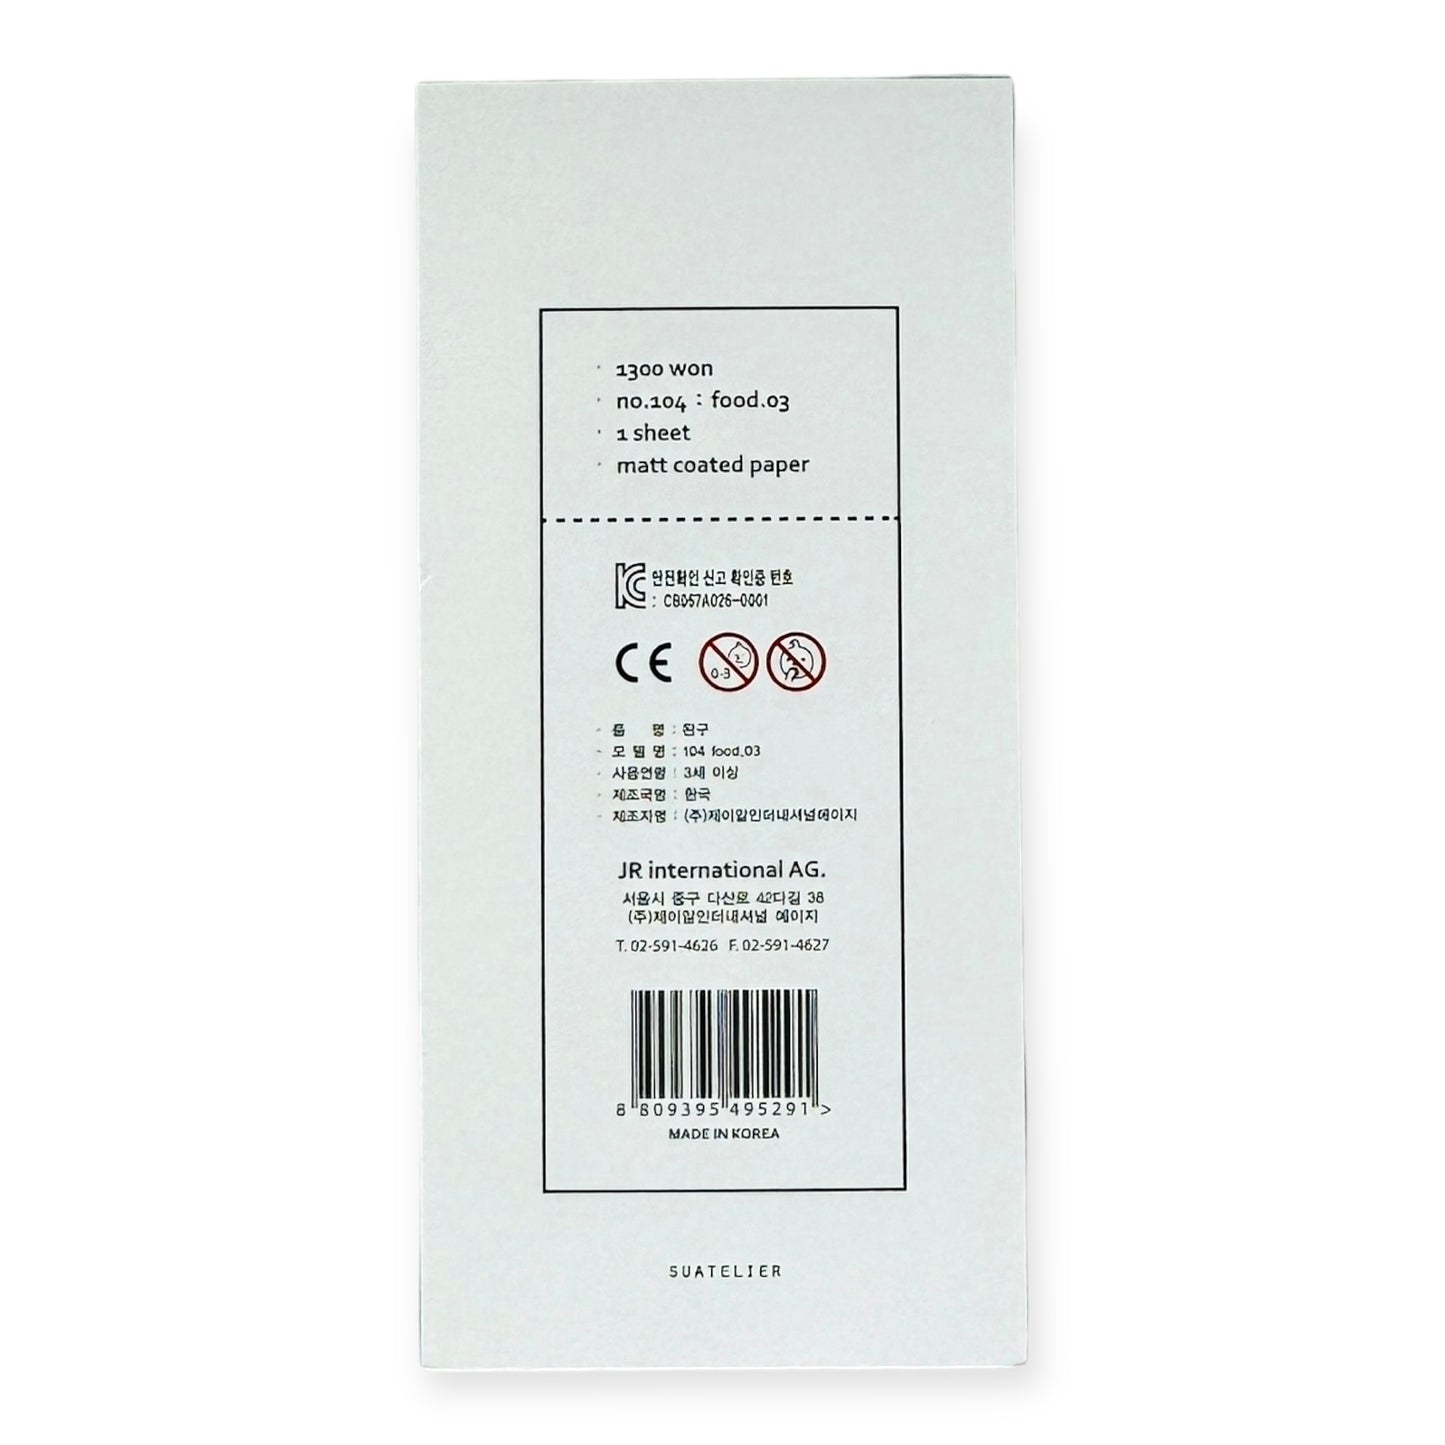 · 1300 won
· no.104 : food.03
· 1 sheet
· matt coated paper
안전확인 신고 확인증 번호
: CB057A026-0001
CE
0-3
- 품 명 :
- 모 델 명 : 104 food.03
· 사용연령 : 3세 이상
· 제조국명 : 한국
- 제조자명 : (주)제이알인터내셔널에이지
JR international AG.
서울시 중구 다산로 42다길 38
(주)제이알인터내셔널 에이지
T. 02-591-4626 F. 02-591-4627
8 809395 495291 >
MADE IN KOREA
SUATELIER